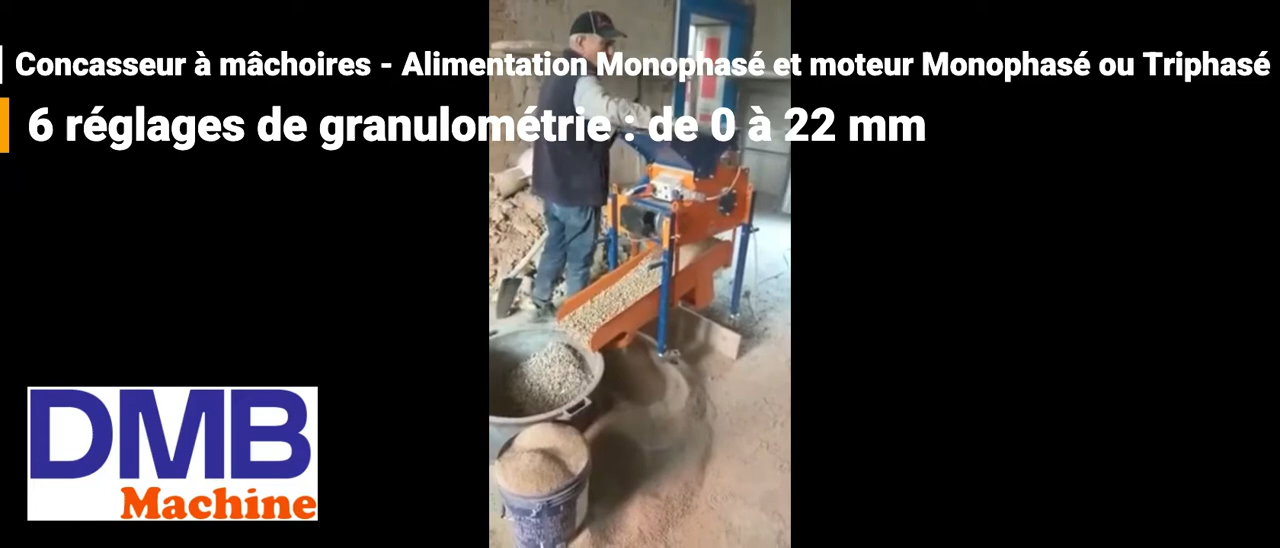 Concasseur à mâchoires - Alimentation Monophasé et moteur Monophasé ou Triphasé
6 réglages de granulométrie : de 0 à 22 mm
DMB
Machine